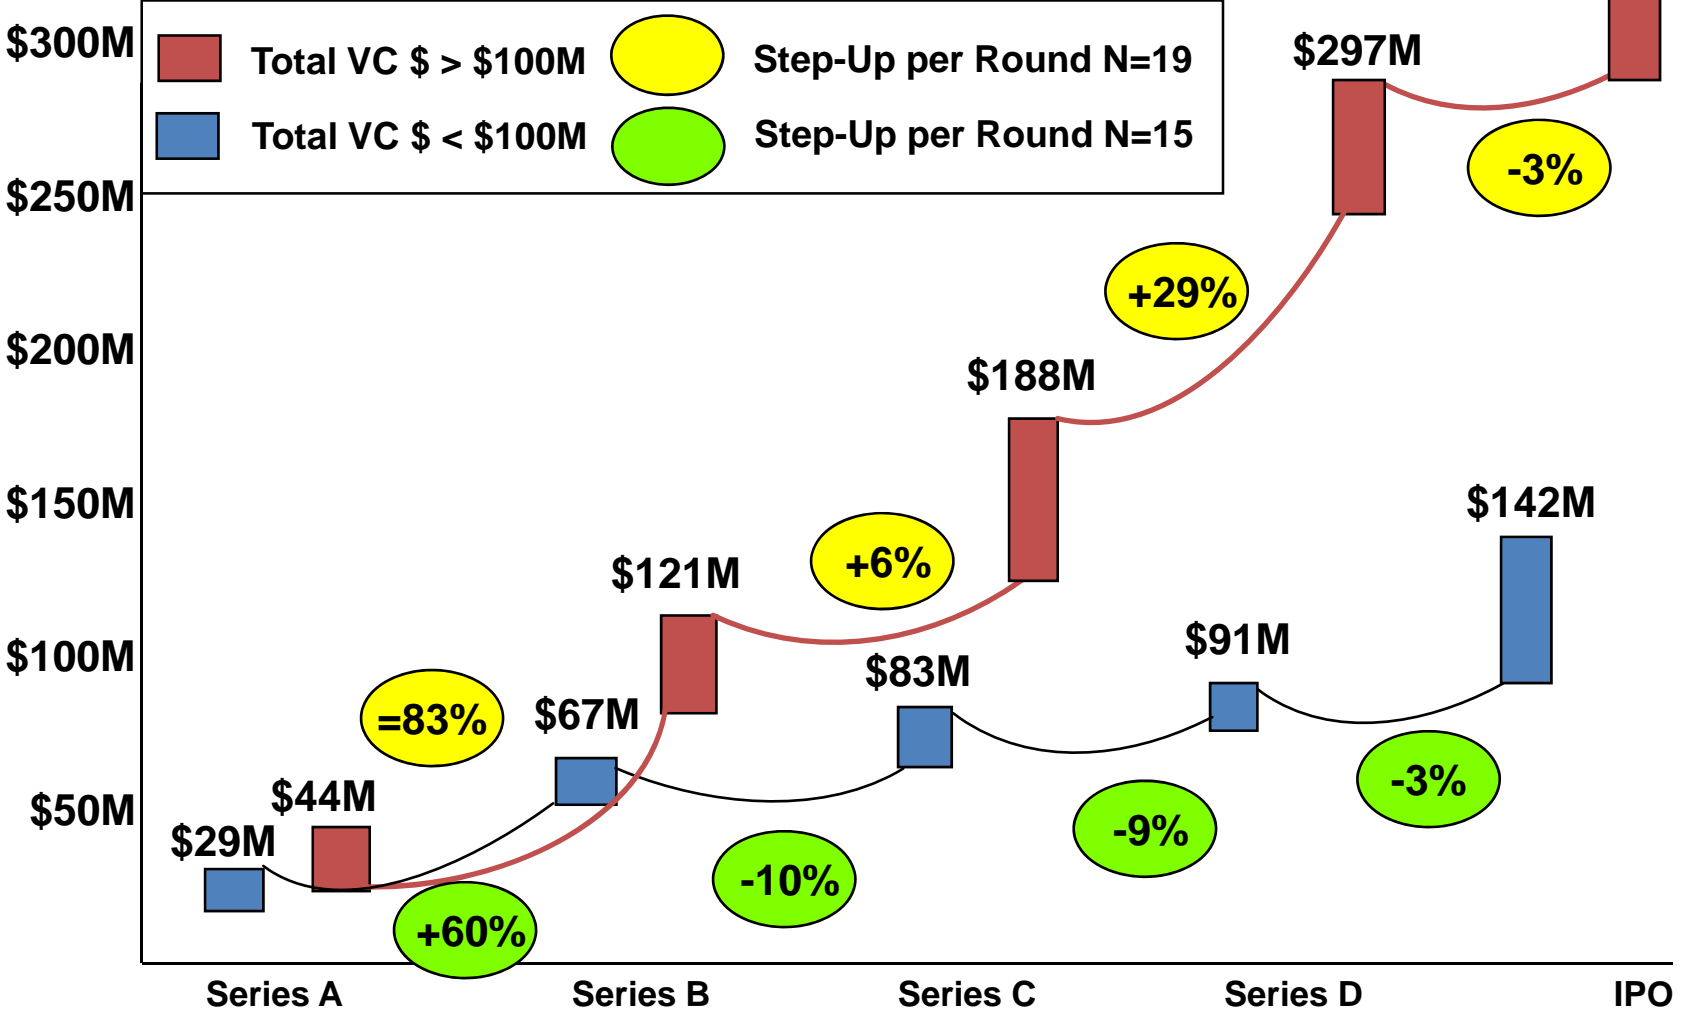 $300M
Total VC $ > $100M
Step-Up per Round N=19
Total VC $ < $100M
Step-Up per Round N=15
$297M
-3%
$250M
+29%
$200M
$188M
$150M
$142M
+6%
$121M
$100M
$91M
$83M
=83%
$67M
-3%
$50M
$44M
-9%
$29M
-10%
+60%
Series A
Series B
Series C
Series D
IPO